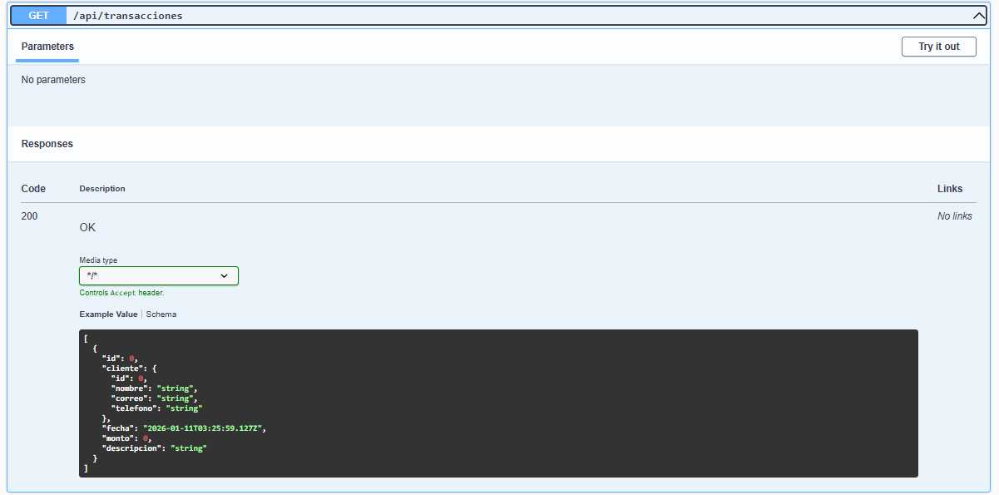 GET /api/transacciones
Parameters Try it out
No parameters
Responses
Code Description Links
200 No links
OK
Media type
*/*
Controls Accept header.
Example Value | Schema
[
  {
    "id": 0,
    "cliente": {
      "id": 0,
      "nombre": "string",
      "correo": "string",
      "telefono": "string"
    },
    "fecha": "2026-01-11T03:25:59.127Z",
    "monto": 0,
    "descripcion": "string"
  }
]